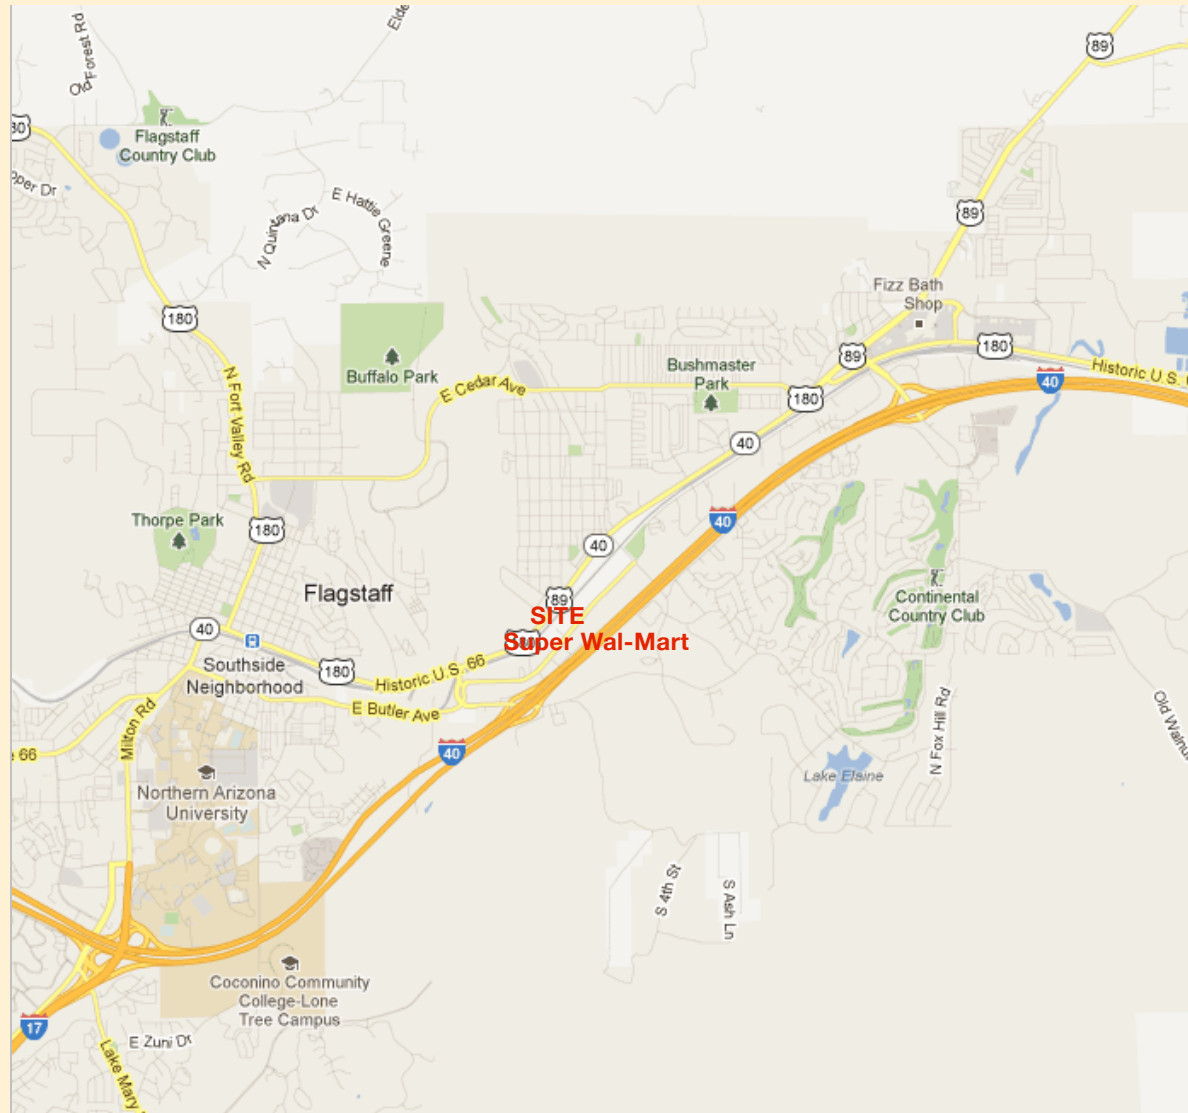 Elde
Old Forest Rd
89
Flagstaff
Country Club
E Hattie Greene
N Quintana Dr
89
Fizz Bath
Shop
180
89
180
Historic U.S.
Bushmaster
Park
Buffalo Park
E Cedar Ave
40
180
N Fort Valley Rd
40
Thorpe Park
40
180
40
Flagstaff
89
SITE
Super Wal-Mart
Continental
Country Club
40
180
Southside
Neighborhood
Historic U.S. 66
E Butler Ave
N Fox Hill Rd
Milton Rd
66
40
Lake Elaine
Northern Arizona
University
S 4th St
S Ash Ln
Coconino Community
College-Lone
Tree Campus
17
E Zuni Dr
Lake Mary